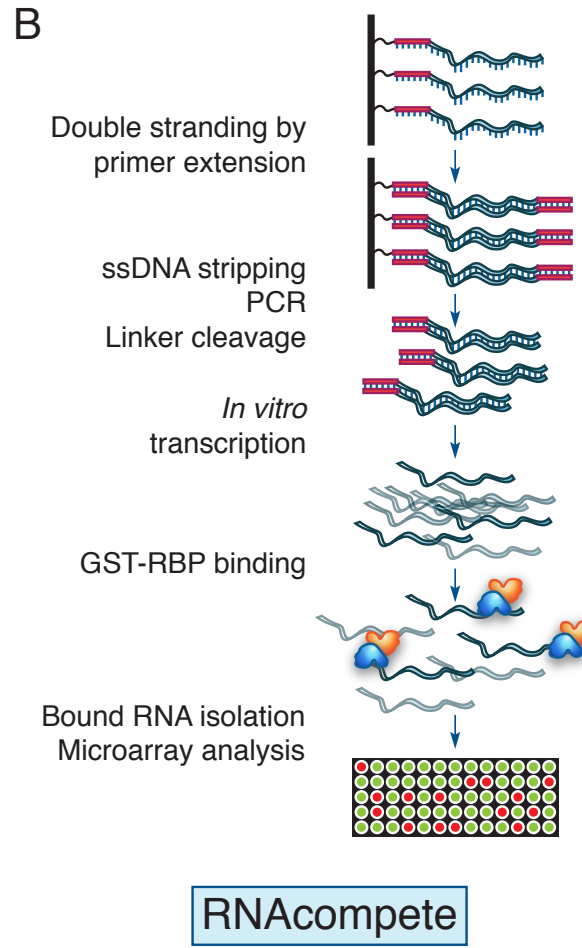 B
Double stranding by
primer extension
ssDNA stripping
PCR
Linker cleavage
In vitro
transcription
GST-RBP binding
Bound RNA isolation
Microarray analysis
RNAcompete